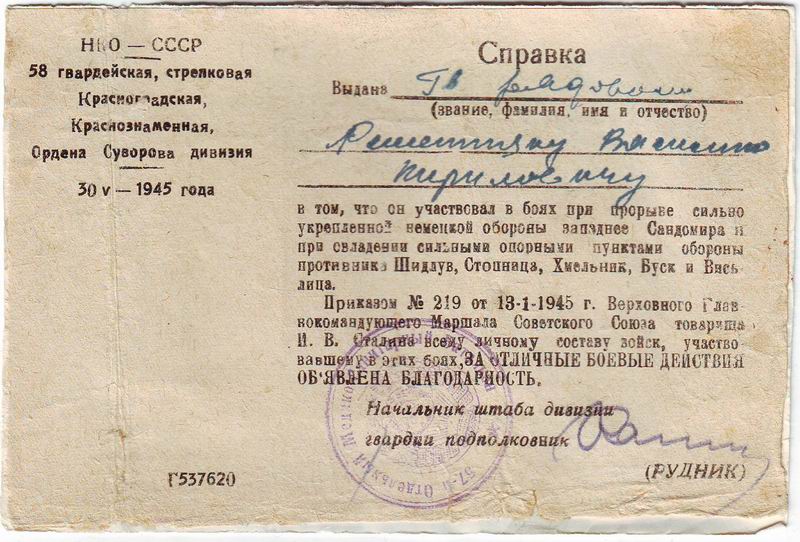 НКО — СССР
58 гвардейская, стрелковая
Красноградская,
Краснознаменная,
Ордена Суворова дивизия
30 v — 1945 года
Справка
Выдана Гв рядовому
(звание, фамилия, имя и отчество)
Василию
Кириловичу
в том, что он участвовал в боях при прорыве сильно
укрепленной немецкой обороны западнее Сандомира и
при овладении сильными опорными пунктами обороны
противника Шидлув, Стопница, Хмельник, Буск и Висьлица.
Приказом № 219 от 13-1-1945 г. Верховного Глав-
нокомандующего Маршала Советского Союза товарища
И. В. Сталина всему личному составу войск, участво-
вавшему в этих боях, ЗА ОТЛИЧНЫЕ БОЕВЫЕ ДЕЙСТВИЯ
ОБ'ЯВЛЕНА БЛАГОДАРНОСТЬ.
Начальник штаба дивизии
гвардии подполковник
(РУДНИК)
Г537620
57-й Отдельный